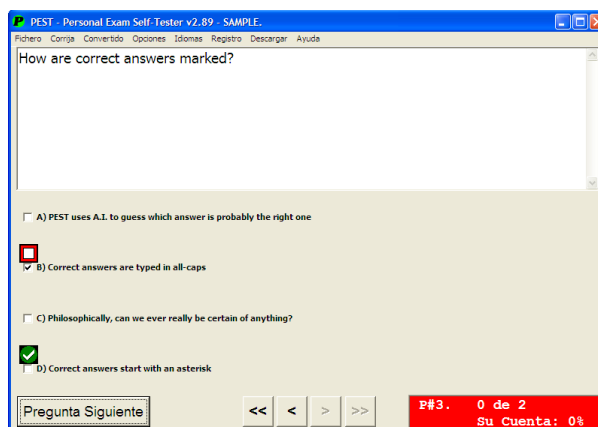 PEST - Personal Exam Self-Tester v2.89 - SAMPLE.
Fichero Corrija Convertido Opciones Idiomas Registro Descargar Ayuda
How are correct answers marked?
A) PEST uses A.I. to guess which answer is probably the right one
B) Correct answers are typed in all-caps
C) Philosophically, can we ever really be certain of anything?
D) Correct answers start with an asterisk
Pregunta Siguiente << < > >> P#3. 0 de 2
Su Cuenta: 0%